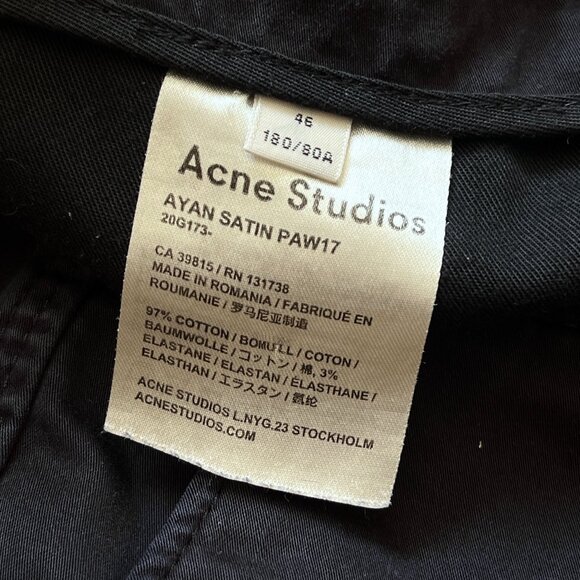 46
180/80A
Acne Studios
AYAN SATIN PAW17
20G173-
CA 39815 / RN 131738
MADE IN ROMANIA / FABRIQUÉ EN
ROUMANIE / 罗马尼亚制造
97% COTTON / BOMULL / COTON /
BAUMWOLLE / コットン / 棉, 3%
ELASTANE / ELASTAN / ELASTHANE /
ELASTHAN / エラスタン / 氨纶
ACNE STUDIOS L.NYG.23 STOCKHOLM
ACNESTUDIOS.COM